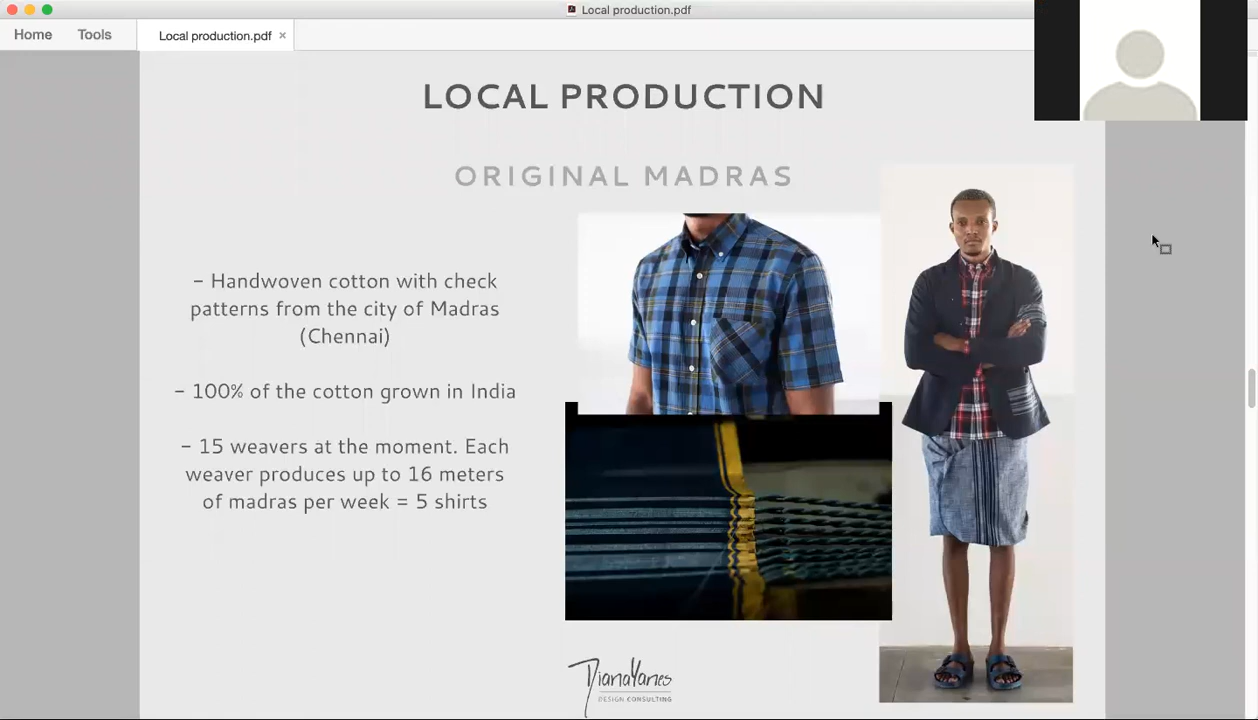 Local production.pdf
Home
Tools
Local production.pdf ×
LOCAL PRODUCTION
ORIGINAL MADRAS
- Handwoven cotton with check
patterns from the city of Madras
(Chennai)
- 100% of the cotton grown in India
- 15 weavers at the moment. Each
weaver produces up to 16 meters
of madras per week = 5 shirts
DianaYanes
DESIGN CONSULTING